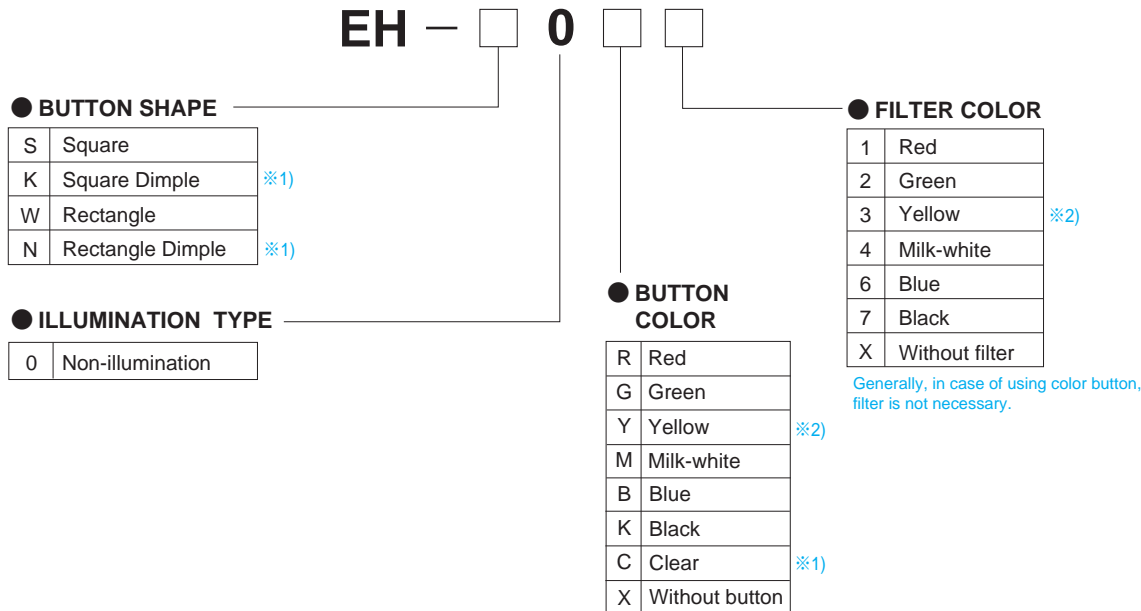 EH – □ 0 □ □
● BUTTON SHAPE
S Square
K Square Dimple ※1)
W Rectangle
N Rectangle Dimple ※1)
● ILLUMINATION TYPE
0 Non-illumination
● BUTTON
COLOR
R Red
G Green
Y Yellow ※2)
M Milk-white
B Blue
K Black
C Clear ※1)
X Without button
● FILTER COLOR
1 Red
2 Green
3 Yellow ※2)
4 Milk-white
6 Blue
7 Black
X Without filter
Generally, in case of using color button,
filter is not necessary.